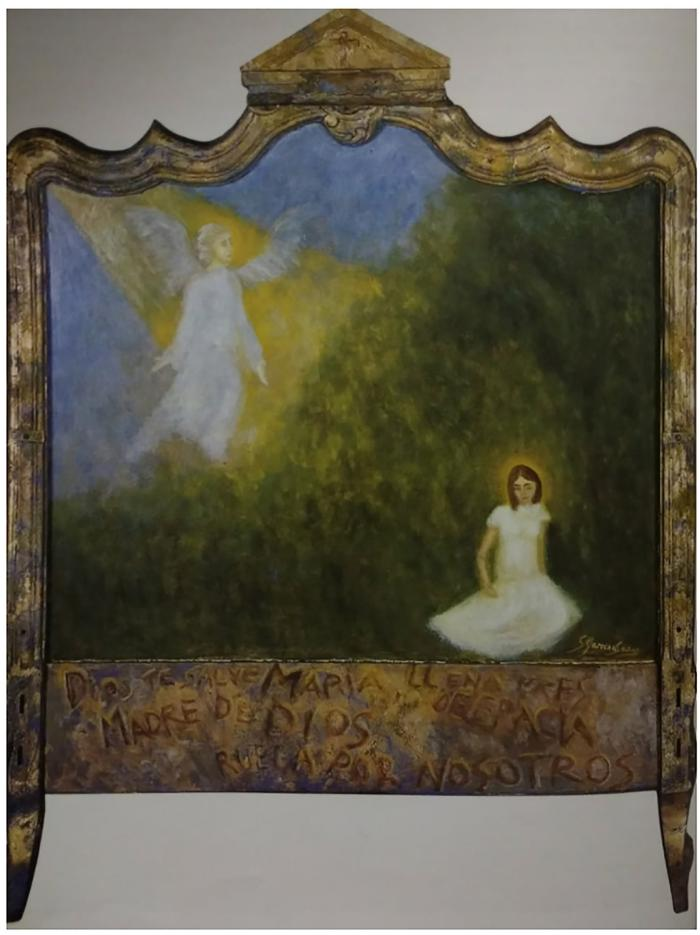 DIOS TE SALVE MARIA LLENA ERES
MADRE DE DIOS DE GRACIA
RUEGA POR NOSOTROS